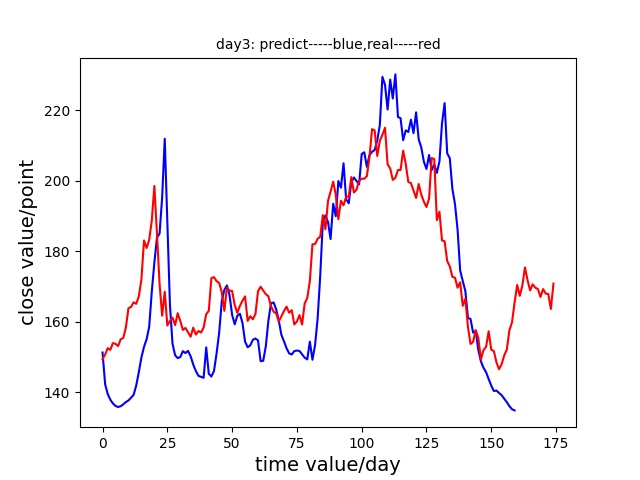 day3: predict-----blue,real-----red
close value/point
220
200
180
160
140
0 25 50 75 100 125 150 175
time value/day